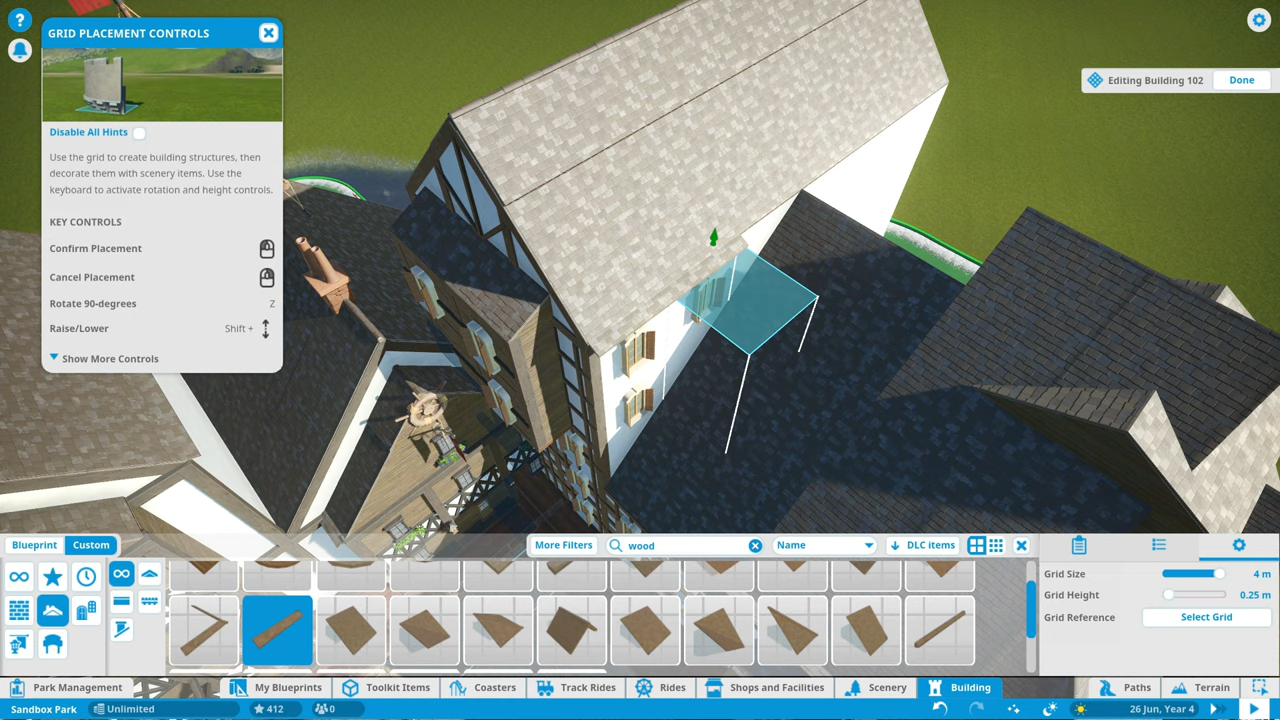 ?
GRID PLACEMENT CONTROLS
Disable All Hints
Use the grid to create building structures, then
decorate them with scenery items. Use the
keyboard to activate rotation and height controls.
KEY CONTROLS
Confirm Placement
Cancel Placement
Rotate 90-degrees Z
Raise/Lower Shift +
Show More Controls
Editing Building 102 Done
Blueprint Custom More Filters wood Name DLC items
Grid Size 4 m
Grid Height 0.25 m
Grid Reference Select Grid
Park Management My Blueprints Toolkit Items Coasters Track Rides Rides Shops and Facilities Scenery Building Paths Terrain
Sandbox Park Unlimited 412 0 26 Jun, Year 4